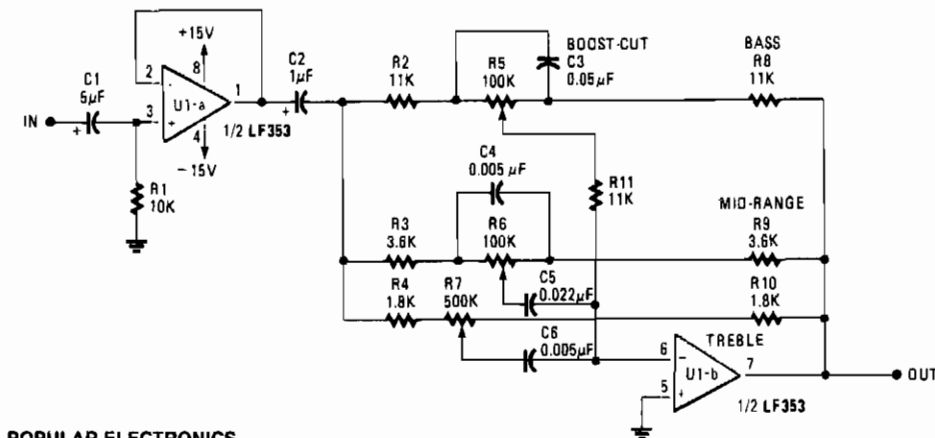 +15V
BOOST-CUT
BASS
C1
5µF
2
-
8
1
U1-a
C2
1µF
+
R2
11K
R5
100K
C3
0.05µF
R8
11K
IN
+
3
+
4
1/2 LF353
-15V
R1
10K
C4
0.005 µF
R11
11K
MID-RANGE
R3
3.6K
R6
100K
R9
3.6K
C5
0.022µF
R4
1.8K
R7
500K
R10
1.8K
C6
0.005µF
TREBLE
6
-
U1-b
7
5
+
OUT
1/2 LF353
POPULAR ELECTRONICS